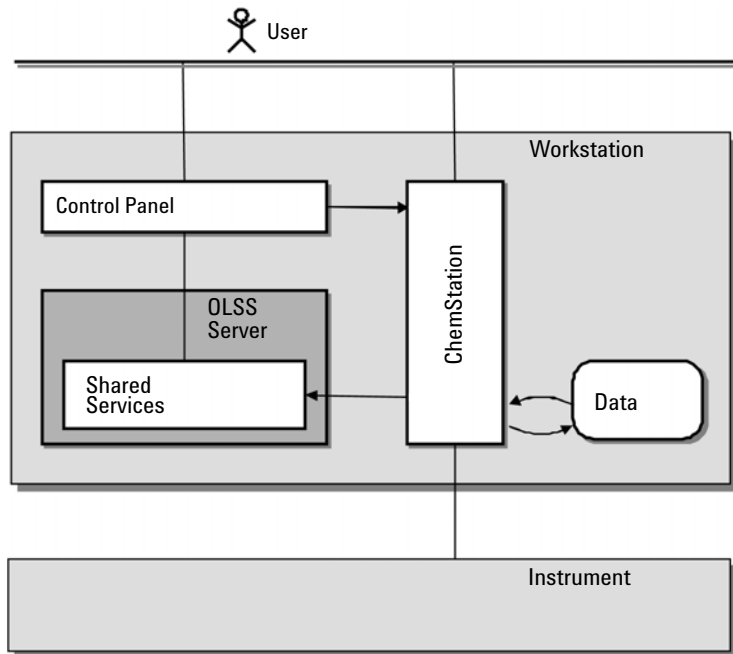 User
Workstation
Control Panel
OLSS
Server
ChemStation
Shared
Services
Data
Instrument